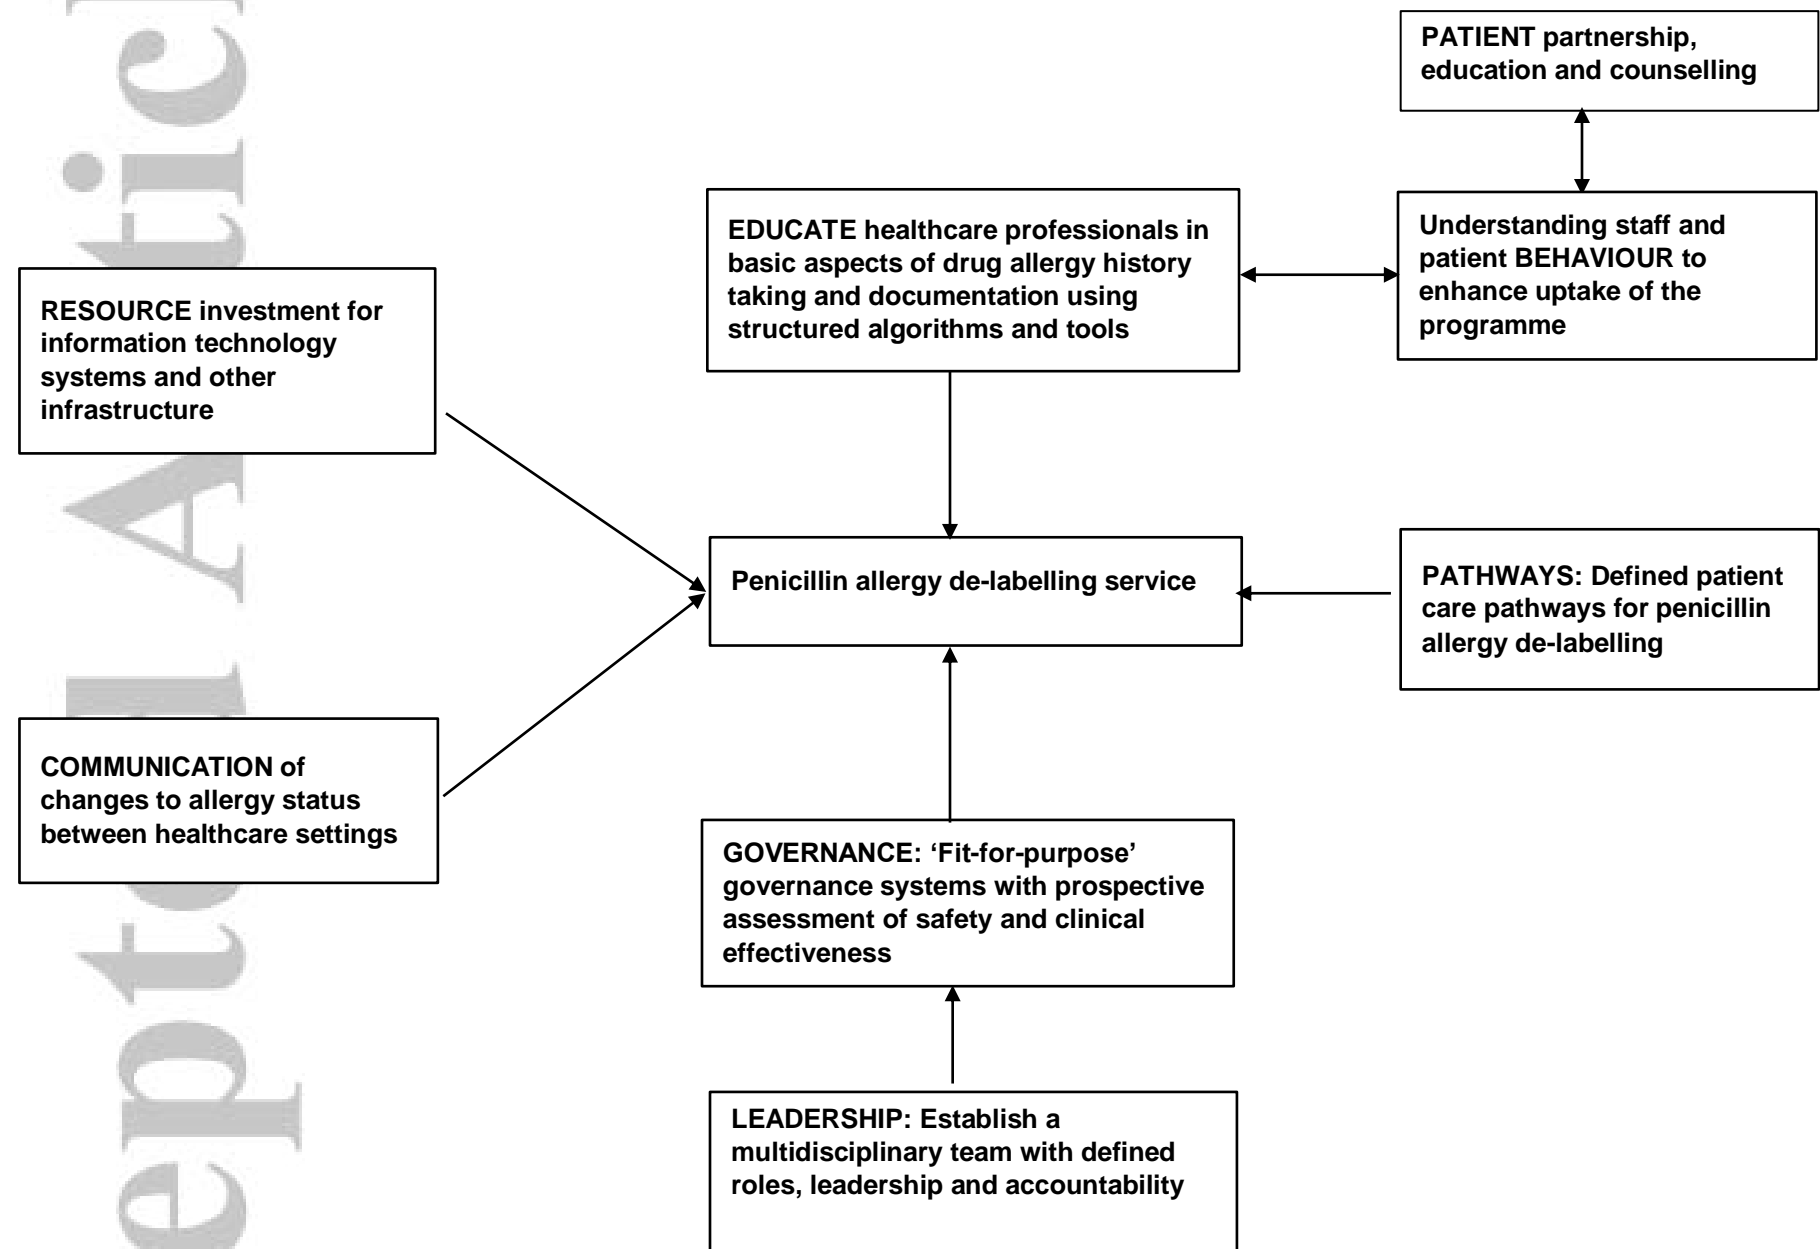 PATIENT partnership,
education and counselling
EDUCATE healthcare professionals in
basic aspects of drug allergy history
taking and documentation using
structured algorithms and tools
Understanding staff and
patient BEHAVIOUR to
enhance uptake of the
programme
RESOURCE investment for
information technology
systems and other
infrastructure
Penicillin allergy de-labelling service
PATHWAYS: Defined patient
care pathways for penicillin
allergy de-labelling
COMMUNICATION of
changes to allergy status
between healthcare settings
GOVERNANCE: ‘Fit-for-purpose’
governance systems with prospective
assessment of safety and clinical
effectiveness
LEADERSHIP: Establish a
multidisciplinary team with defined
roles, leadership and accountability